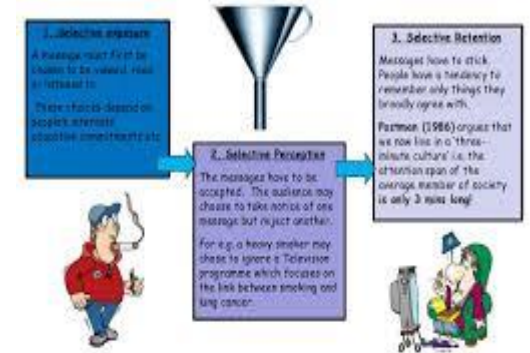 1. Selective exposure
A message must first be
chosen to be viewed, read
or listened to
These choices depend on
people's interests
education commitments etc
2. Selective Perception
The messages have to be
accepted. The audience may
choose to take notice of one
message but reject another.
For e.g. a heavy smoker may
chose to ignore a Television
programme which focuses on
the link between smoking and
lung cancer.
3. Selective Retention
Messages have to stick.
People have a tendency to
remember only things they
broadly agree with.
Postman (1986) argues that
we now live in a 'three-
minute culture' i.e. the
attention span of the
average member of society
is only 3 mins long!